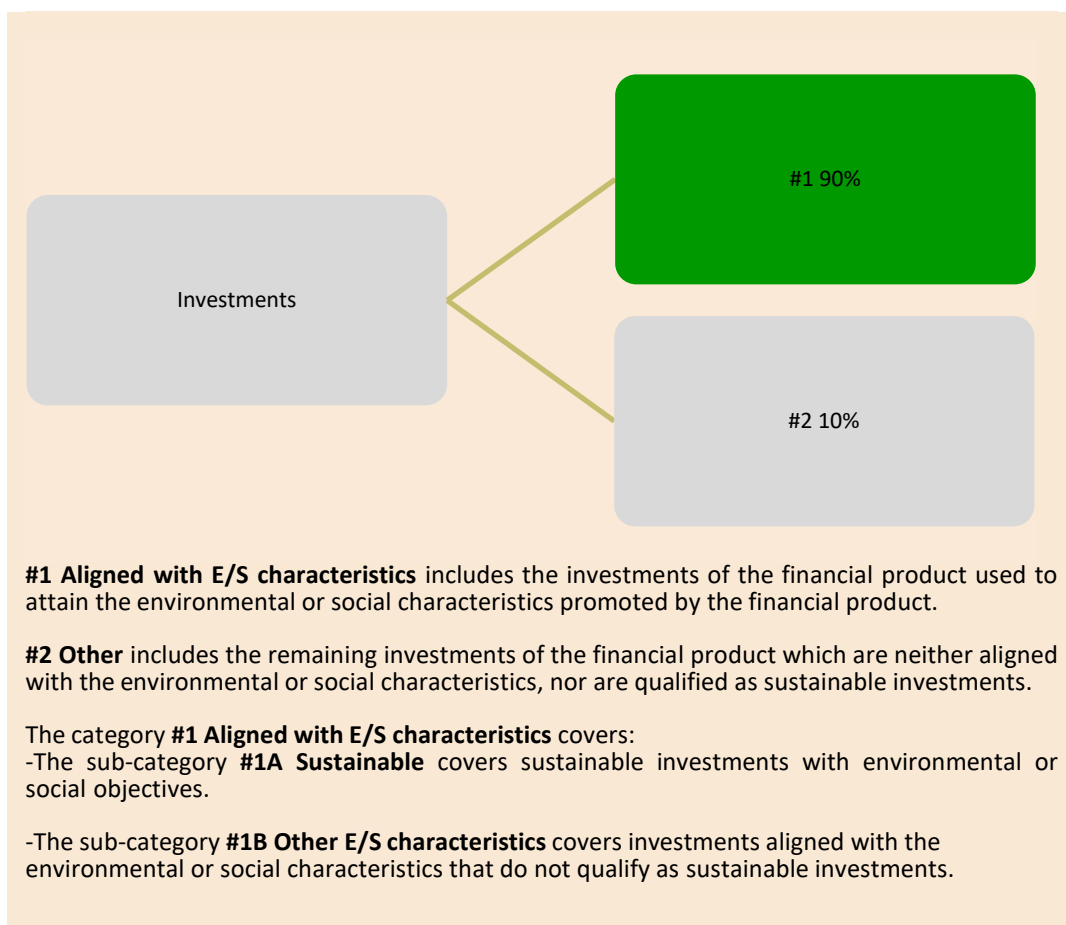 #1 90%
Investments
#2 10%
#1 Aligned with E/S characteristics includes the investments of the financial product used to
attain the environmental or social characteristics promoted by the financial product.
#2 Other includes the remaining investments of the financial product which are neither aligned
with the environmental or social characteristics, nor are qualified as sustainable investments.
The category #1 Aligned with E/S characteristics covers:
-The sub-category #1A Sustainable covers sustainable investments with environmental or
social objectives.
-The sub-category #1B Other E/S characteristics covers investments aligned with the
environmental or social characteristics that do not qualify as sustainable investments.